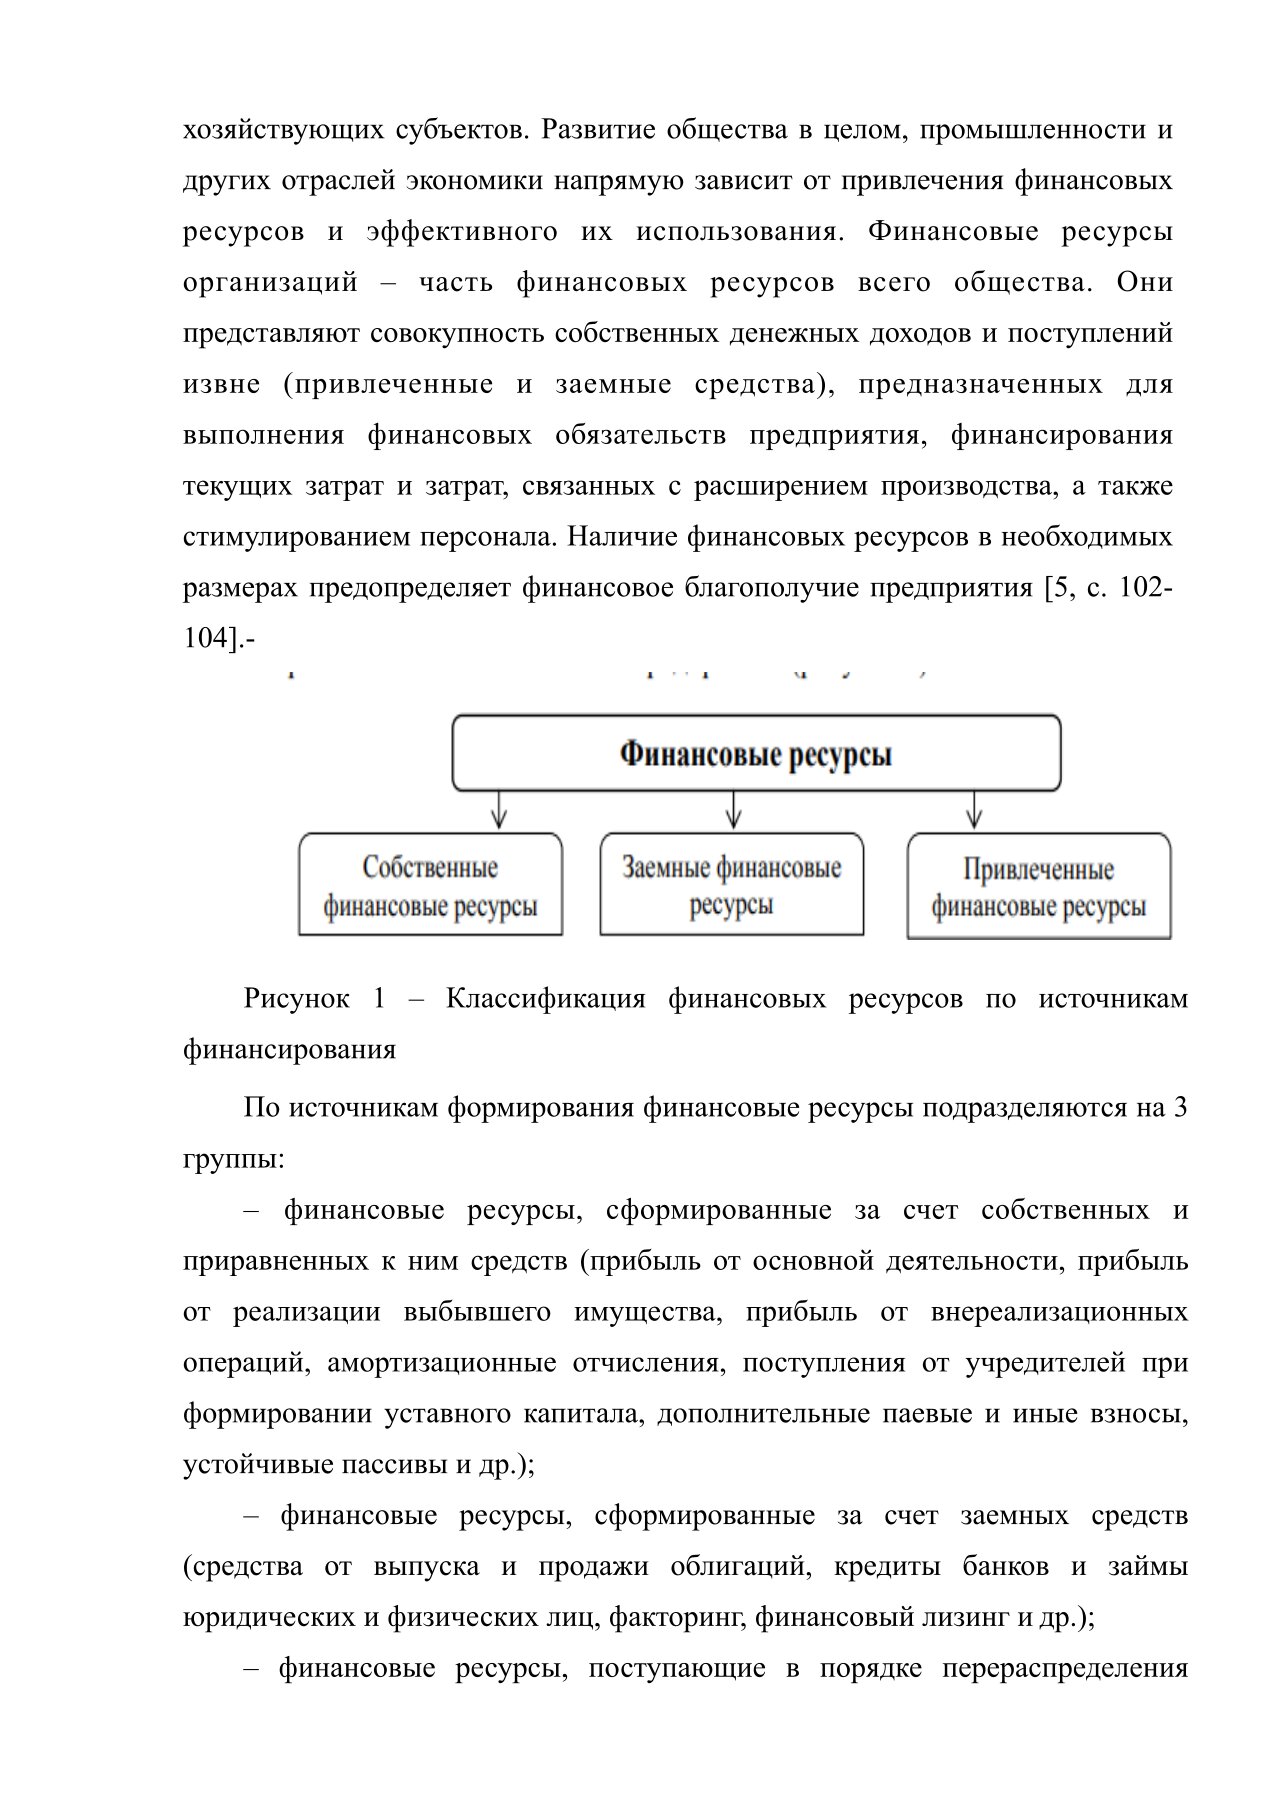 хозяйствующих субъектов. Развитие общества в целом, промышленности и
других отраслей экономики напрямую зависит от привлечения финансовых
ресурсов и эффективного их использования. Финансовые ресурсы
организаций – часть финансовых ресурсов всего общества. Они
представляют совокупность собственных денежных доходов и поступлений
извне (привлеченные и заемные средства), предназначенных для
выполнения финансовых обязательств предприятия, финансирования
текущих затрат и затрат, связанных с расширением производства, а также
стимулированием персонала. Наличие финансовых ресурсов в необходимых
размерах предопределяет финансовое благополучие предприятия [5, с. 102-
104].-
Финансовые ресурсы
Собственные
финансовые ресурсы
Заемные финансовые
ресурсы
Привлеченные
финансовые ресурсы
Рисунок 1 – Классификация финансовых ресурсов по источникам
финансирования
По источникам формирования финансовые ресурсы подразделяются на 3
группы:
– финансовые ресурсы, сформированные за счет собственных и
приравненных к ним средств (прибыль от основной деятельности, прибыль
от реализации выбывшего имущества, прибыль от внереализационных
операций, амортизационные отчисления, поступления от учредителей при
формировании уставного капитала, дополнительные паевые и иные взносы,
устойчивые пассивы и др.);
– финансовые ресурсы, сформированные за счет заемных средств
(средства от выпуска и продажи облигаций, кредиты банков и займы
юридических и физических лиц, факторинг, финансовый лизинг и др.);
– финансовые ресурсы, поступающие в порядке перераспределения